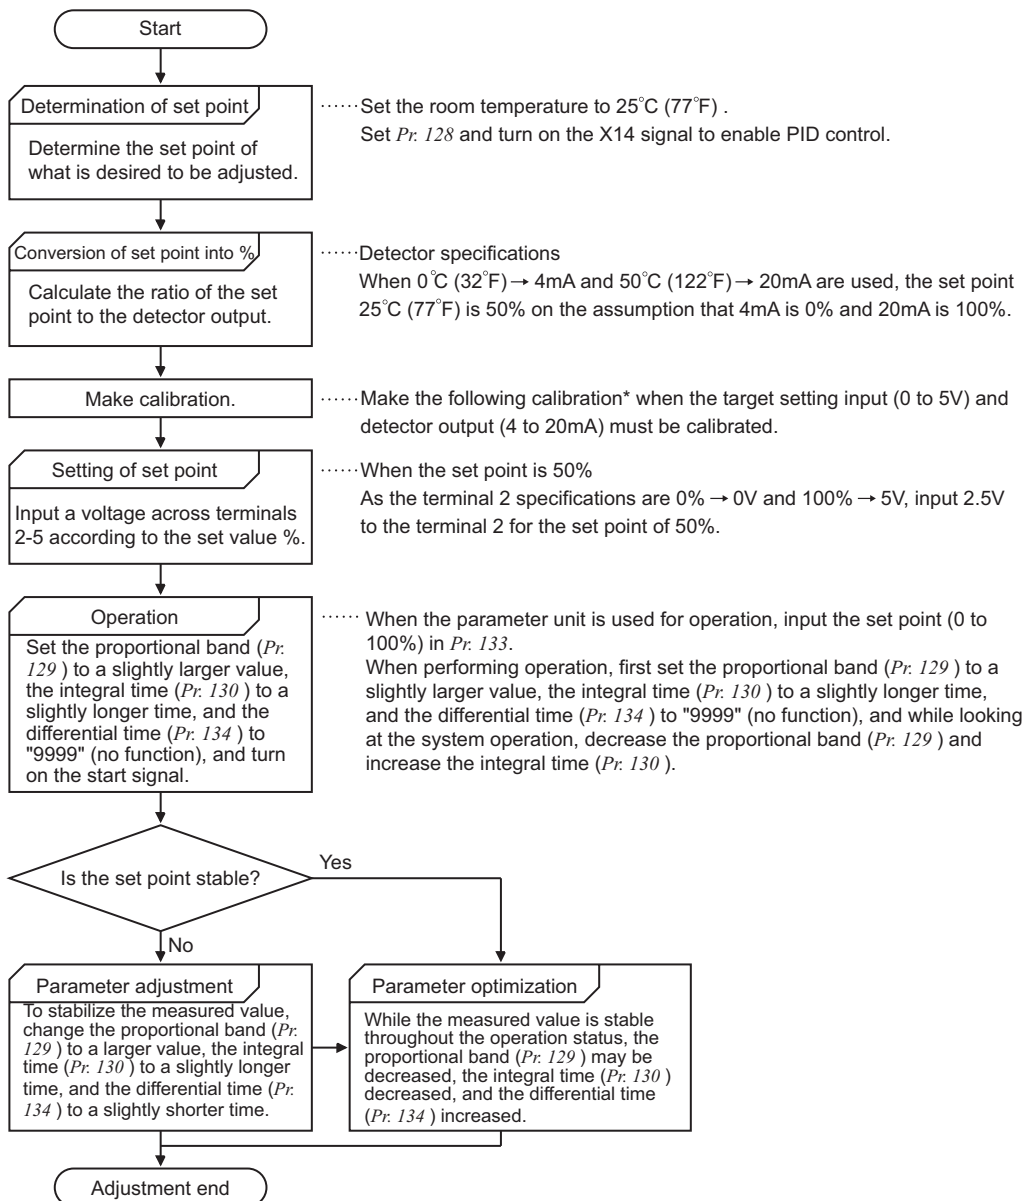 Start
Determination of set point
Determine the set point of
what is desired to be adjusted.
······Set the room temperature to 25°C (77°F) .
Set Pr. 128 and turn on the X14 signal to enable PID control.
Conversion of set point into %
Calculate the ratio of the set
point to the detector output.
······Detector specifications
When 0°C (32°F) → 4mA and 50°C (122°F) → 20mA are used, the set point
25°C (77°F) is 50% on the assumption that 4mA is 0% and 20mA is 100%.
Make calibration.
······Make the following calibration* when the target setting input (0 to 5V) and
detector output (4 to 20mA) must be calibrated.
Setting of set point
Input a voltage across terminals
2-5 according to the set value %.
······When the set point is 50%
As the terminal 2 specifications are 0% → 0V and 100% → 5V, input 2.5V
to the terminal 2 for the set point of 50%.
Operation
Set the proportional band (Pr.
129 ) to a slightly larger value,
the integral time (Pr. 130 ) to a
slightly longer time, and the
differential time (Pr. 134 ) to
"9999" (no function), and turn
on the start signal.
······ When the parameter unit is used for operation, input the set point (0 to
100%) in Pr. 133.
When performing operation, first set the proportional band (Pr. 129 ) to a
slightly larger value, the integral time (Pr. 130 ) to a slightly longer time,
and the differential time (Pr. 134 ) to "9999" (no function), and while looking
at the system operation, decrease the proportional band (Pr. 129 ) and
increase the integral time (Pr. 130 ).
Is the set point stable?
Yes
No
Parameter adjustment
To stabilize the measured value,
change the proportional band (Pr.
129 ) to a larger value, the integral
time (Pr. 130 ) to a slightly longer
time, and the differential time (Pr.
134 ) to a slightly shorter time.
Parameter optimization
While the measured value is stable
throughout the operation status, the
proportional band (Pr. 129 ) may be
decreased, the integral time (Pr. 130 )
decreased, and the differential time
(Pr. 134 ) increased.
Adjustment end